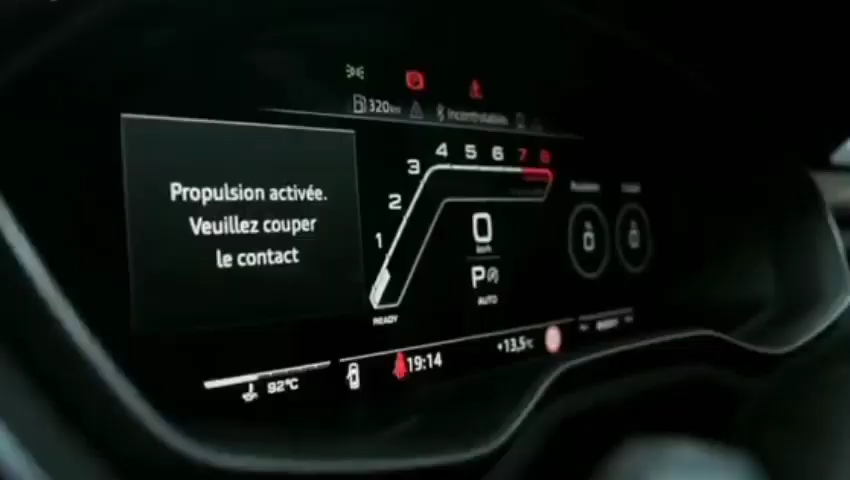 320km
Propulsion activée.
Veuillez couper
le contact
1
2
3
4
5
6
7
8
0
km/h
P
AUTO
READY
92°C
19:14
+13,5°C